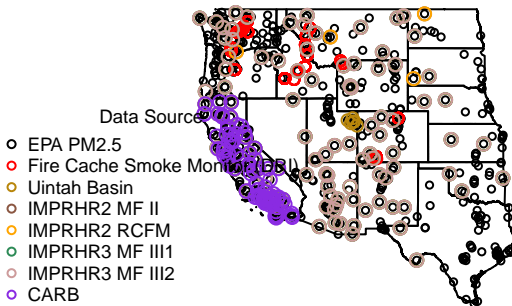 Data Source
EPA PM2.5
Fire Cache Smoke Monitor (DRI)
Uintah Basin
IMPRHR2 MF II
IMPRHR2 RCFM
IMPRHR3 MF III1
IMPRHR3 MF III2
CARB